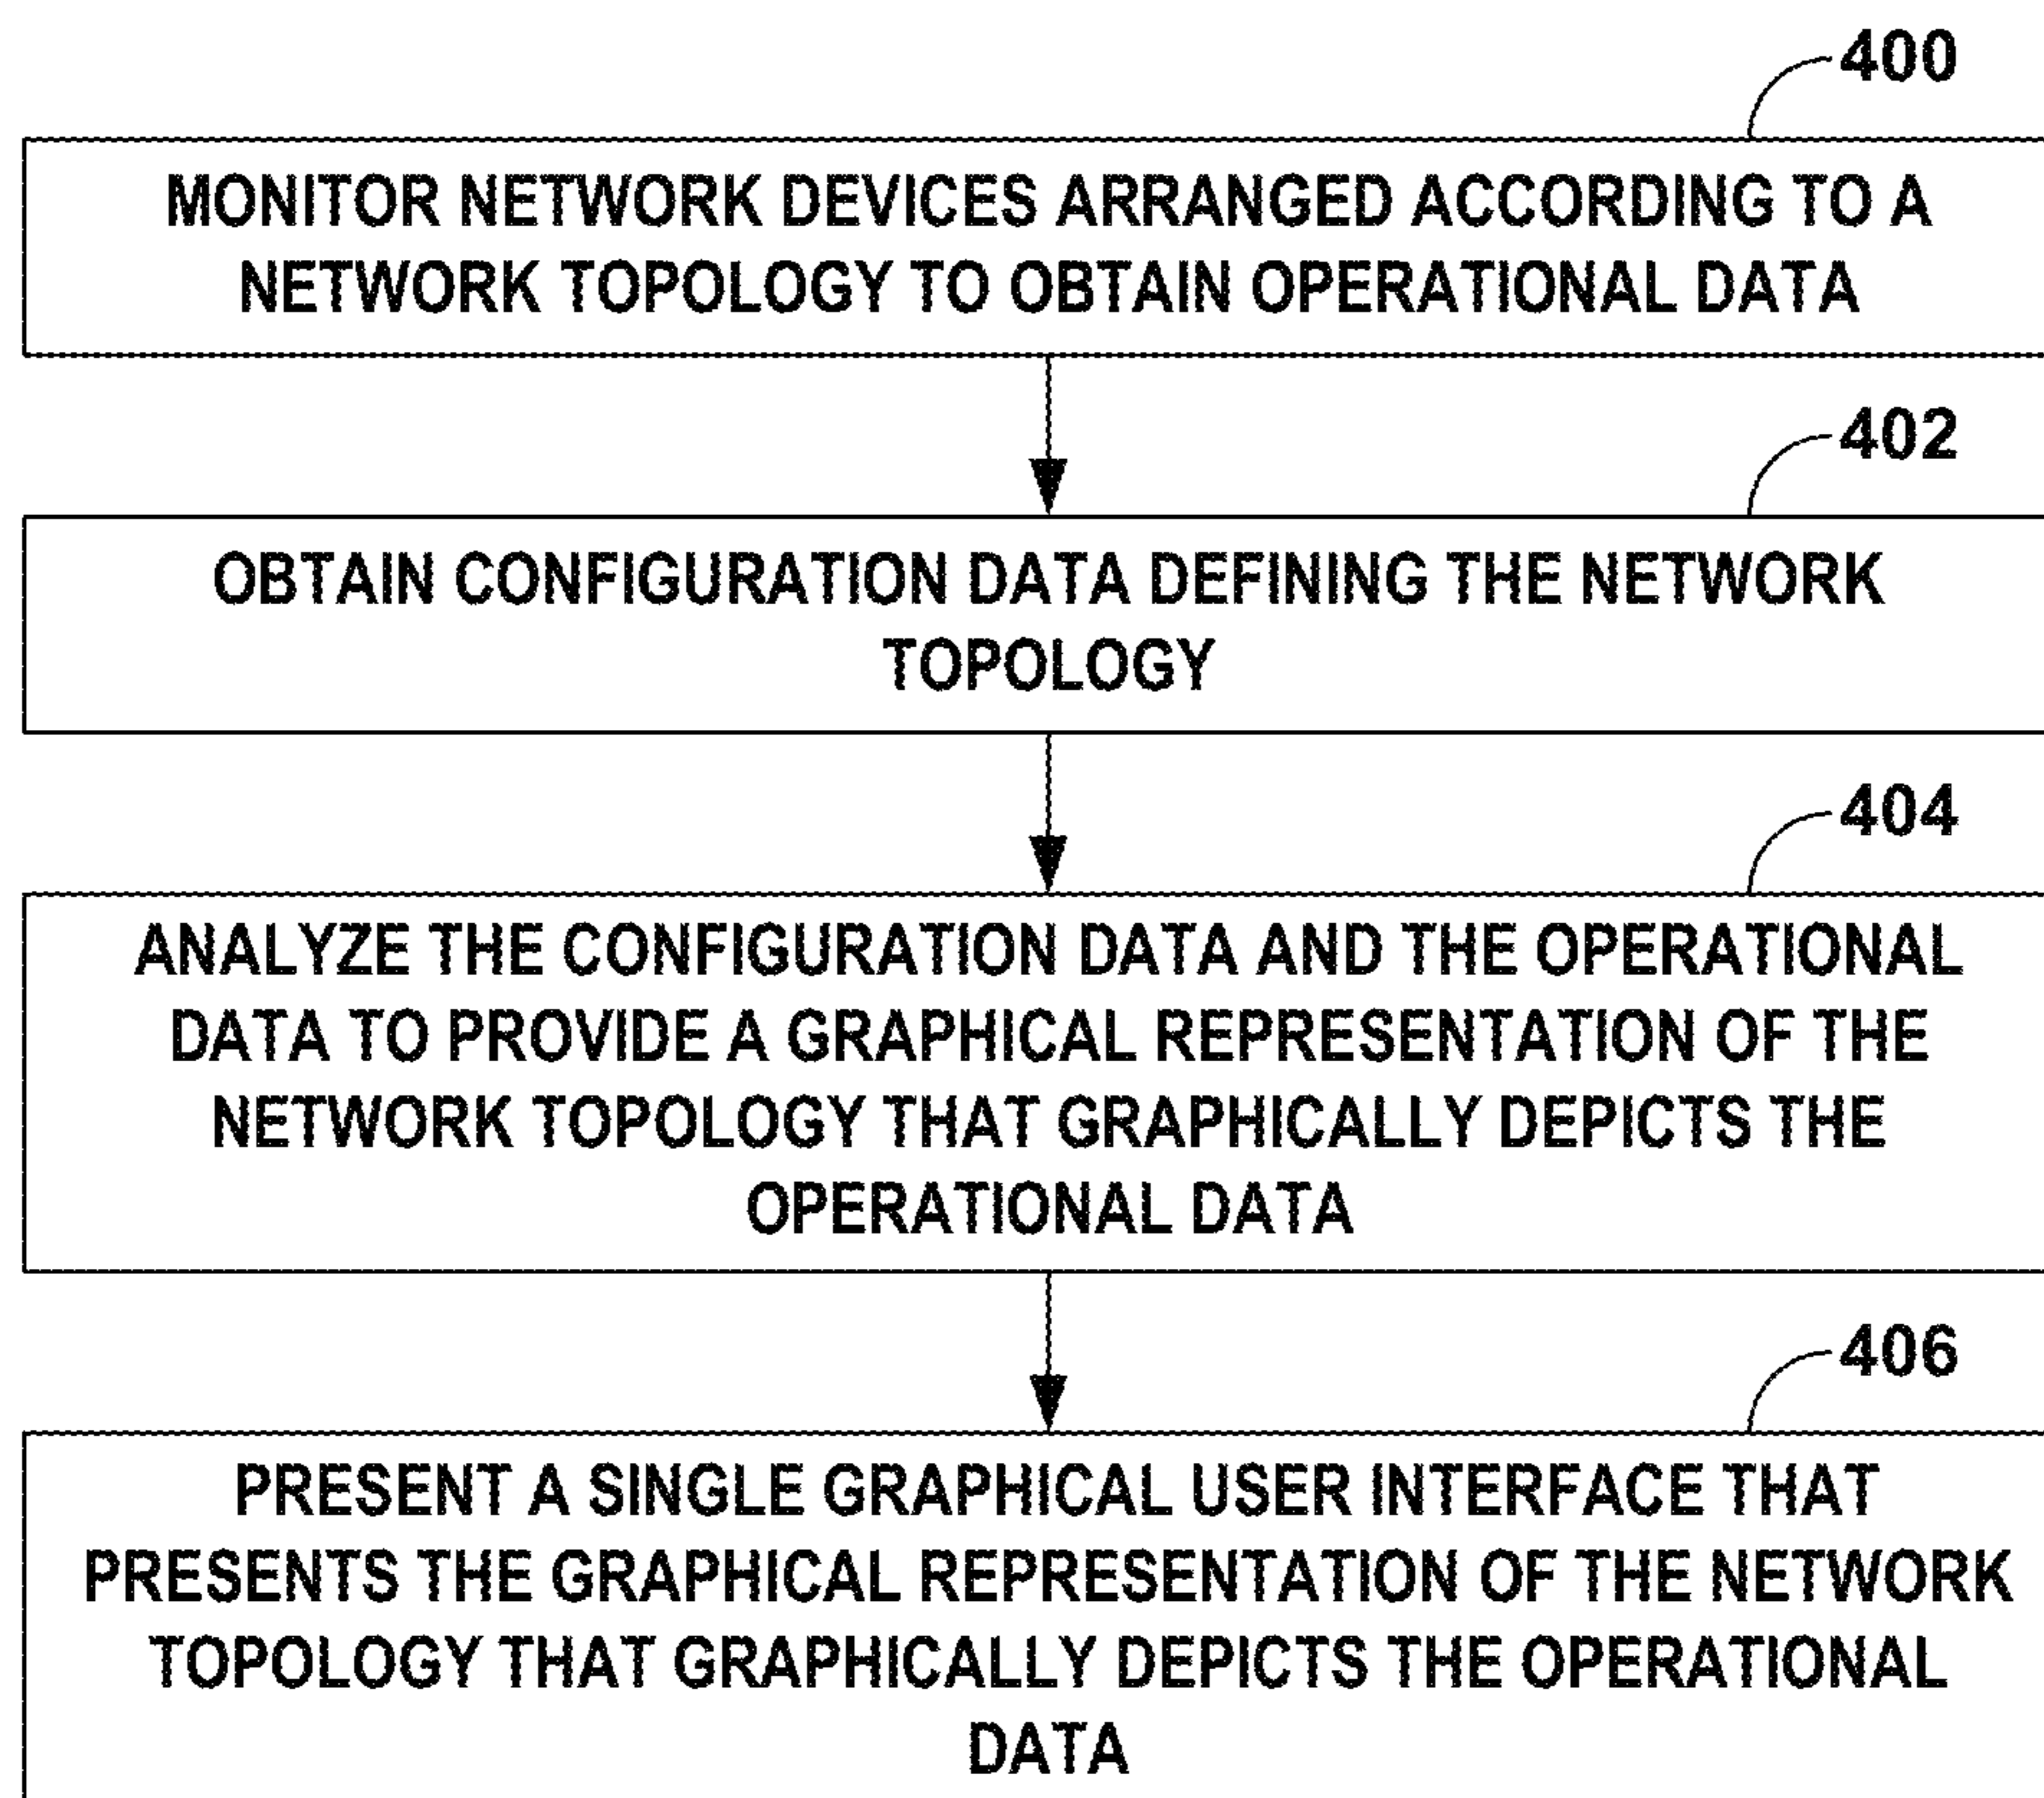 400
MONITOR NETWORK DEVICES ARRANGED ACCORDING TO A
NETWORK TOPOLOGY TO OBTAIN OPERATIONAL DATA
402
OBTAIN CONFIGURATION DATA DEFINING THE NETWORK
TOPOLOGY
404
ANALYZE THE CONFIGURATION DATA AND THE OPERATIONAL
DATA TO PROVIDE A GRAPHICAL REPRESENTATION OF THE
NETWORK TOPOLOGY THAT GRAPHICALLY DEPICTS THE
OPERATIONAL DATA
406
PRESENT A SINGLE GRAPHICAL USER INTERFACE THAT
PRESENTS THE GRAPHICAL REPRESENTATION OF THE NETWORK
TOPOLOGY THAT GRAPHICALLY DEPICTS THE OPERATIONAL
DATA